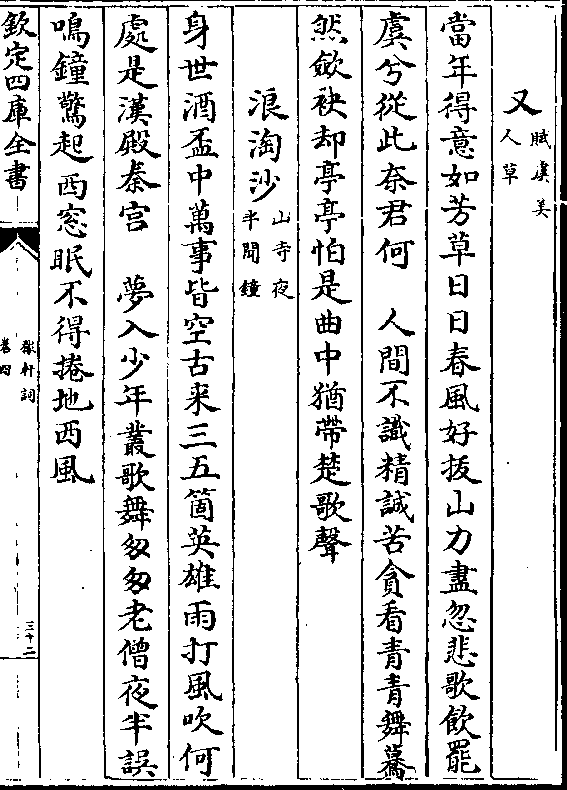 又賦虞美人草
當年得意如芳草日日春風好拔山力盡忽悲歌飲罷
虞兮從此奈君何　人間不識精誠苦貪看青青舞驀
然斂袂却亭亭怕是曲中猶帶楚歌聲
浪淘沙山寺夜半聞鐘
身世酒盃中萬事皆空古来三五箇英雄雨打風吹何
處是漢殿秦宮　夢入少年叢歌舞匆匆老僧夜半誤
鳴鐘驚起西窓眠不得捲地西風
欽定四庫全書
稼軒詞
卷四
三十二